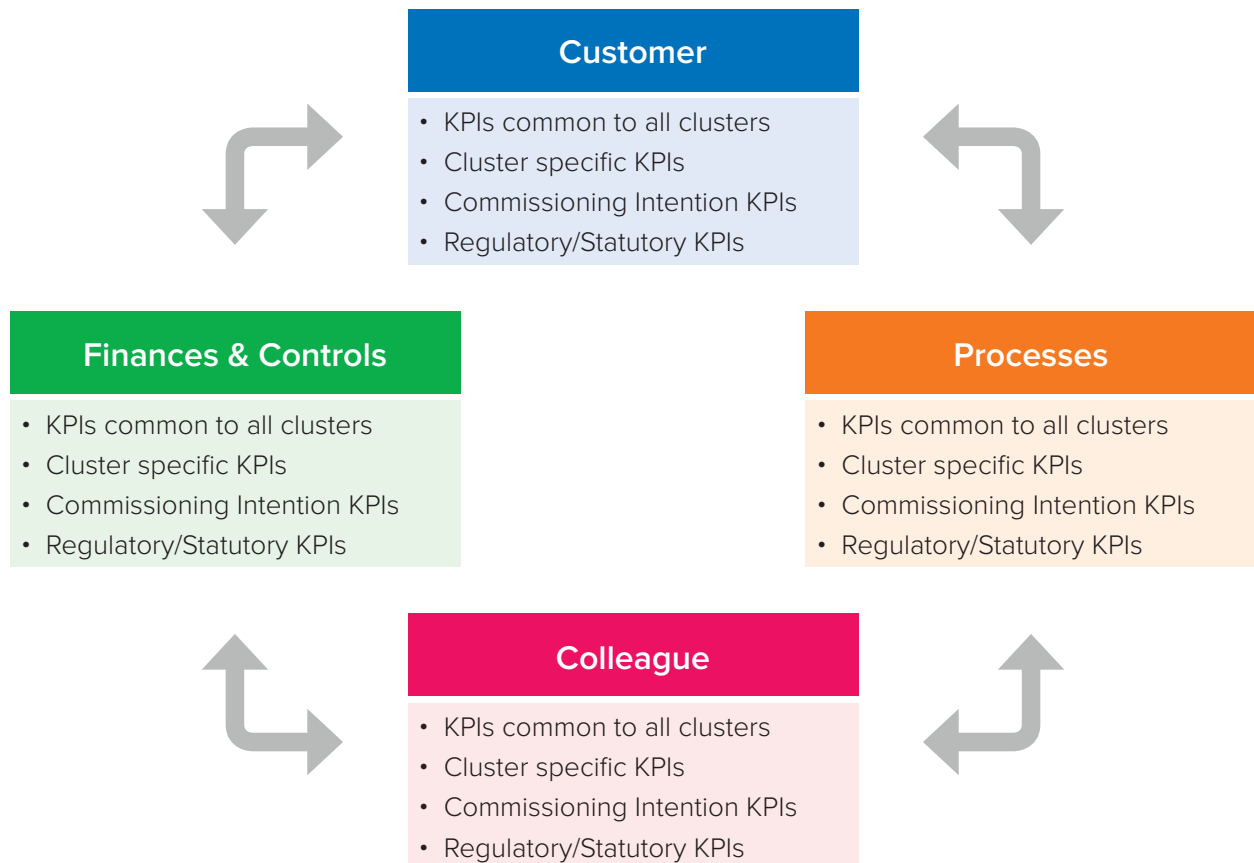 Customer
• KPIs common to all clusters
• Cluster specific KPIs
• Commissioning Intention KPIs
• Regulatory/Statutory KPIs
Finances & Controls
• KPIs common to all clusters
• Cluster specific KPIs
• Commissioning Intention KPIs
• Regulatory/Statutory KPIs
Processes
• KPIs common to all clusters
• Cluster specific KPIs
• Commissioning Intention KPIs
• Regulatory/Statutory KPIs
Colleague
• KPIs common to all clusters
• Cluster specific KPIs
• Commissioning Intention KPIs
• Regulatory/Statutory KPIs